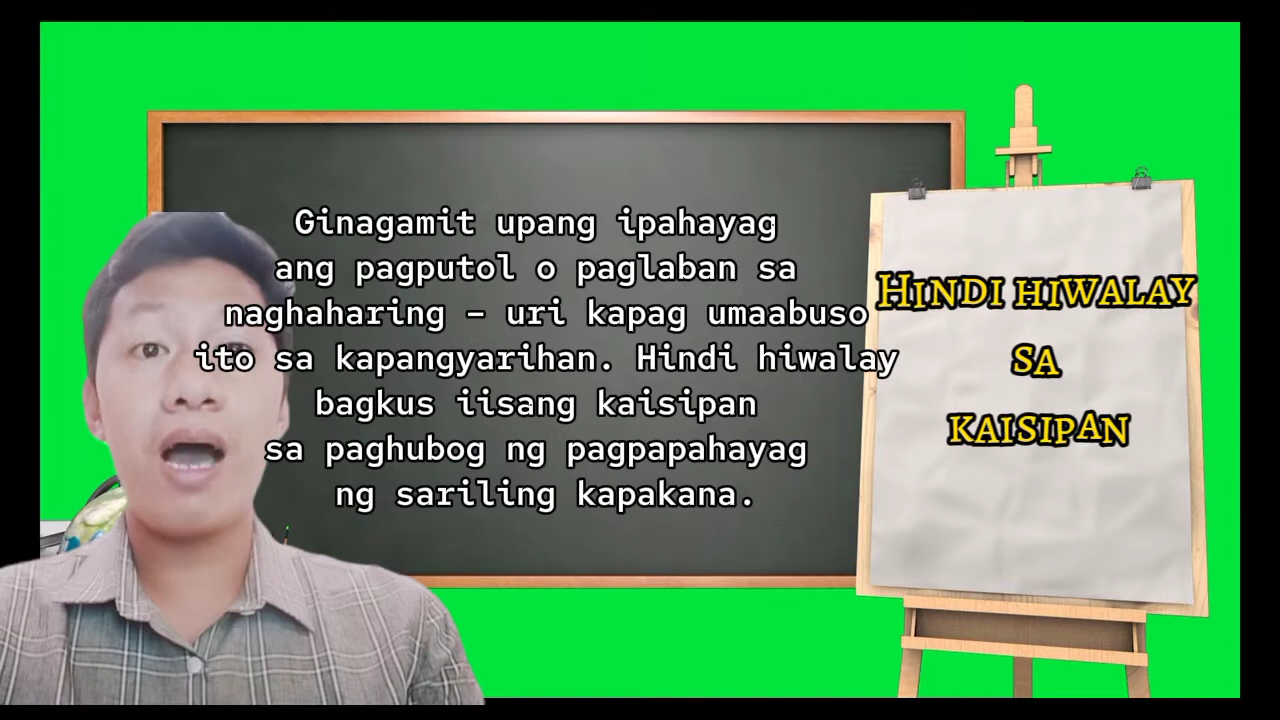 Ginagamit upang ipahayag
ang pagputol o paglaban sa
naghaharing – uri kapag umaabuso
ito sa kapangyarihan. Hindi hiwalay
bagkus iisang kaisipan
sa paghubog ng pagpapahayag
ng sariling kapakana.
Hindi hiwalay
sa
kaisipan